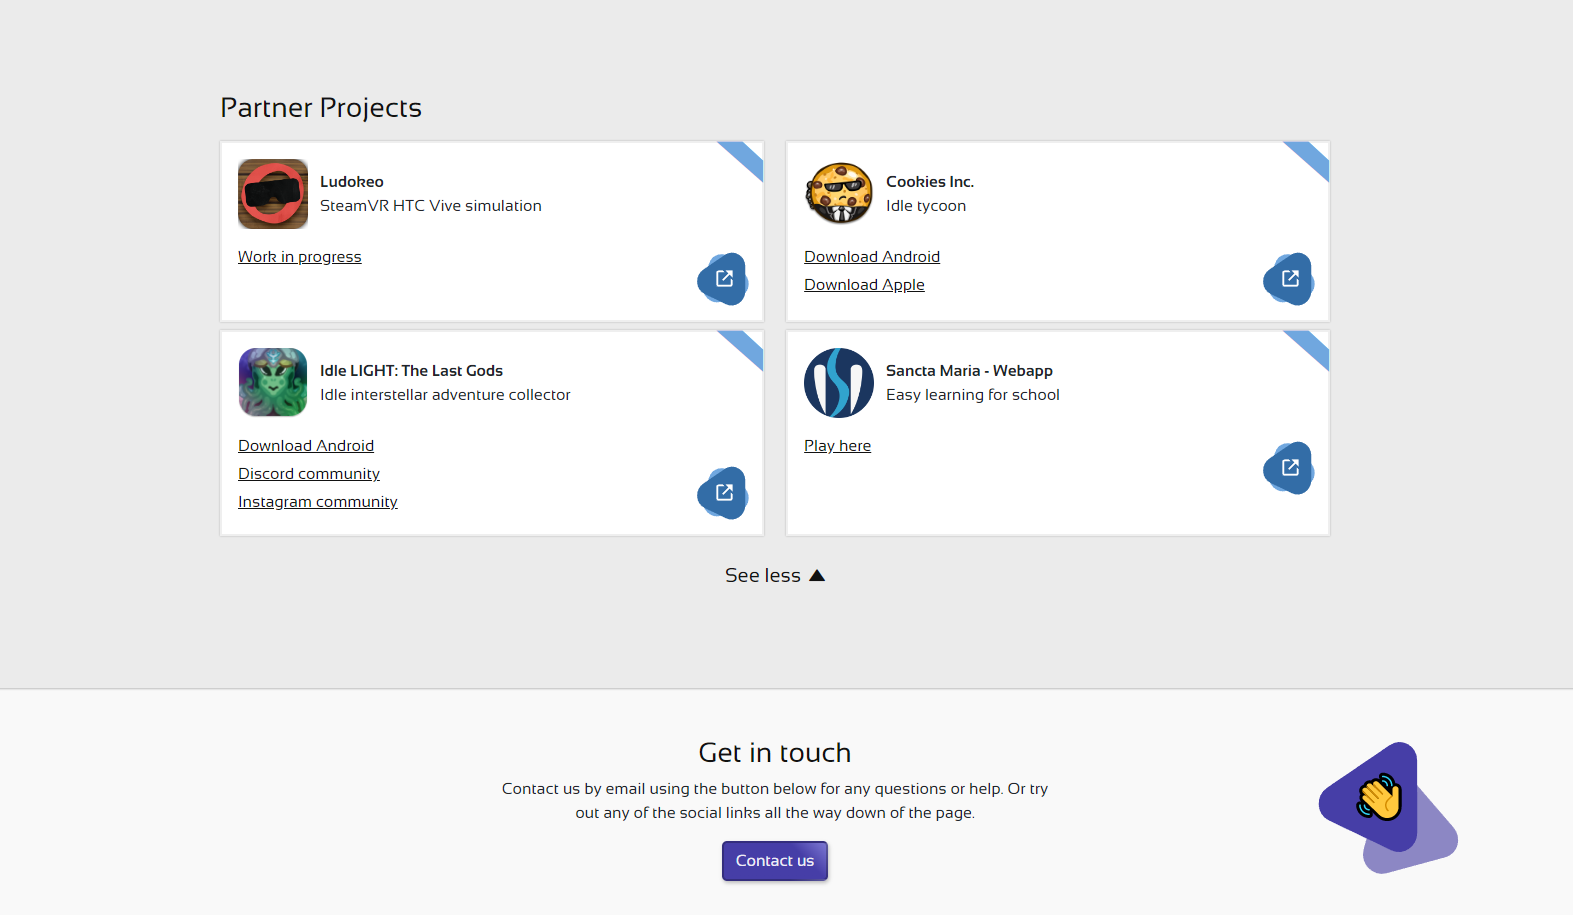 Partner Projects
Ludokeo
SteamVR HTC Vive simulation
Work in progress
Cookies Inc.
Idle tycoon
Download Android
Download Apple
Idle LIGHT: The Last Gods
Idle interstellar adventure collector
Download Android
Discord community
Instagram community
Sancta Maria - Webapp
Easy learning for school
Play here
See less
Get in touch
Contact us by email using the button below for any questions or help. Or try
out any of the social links all the way down of the page.
Contact us